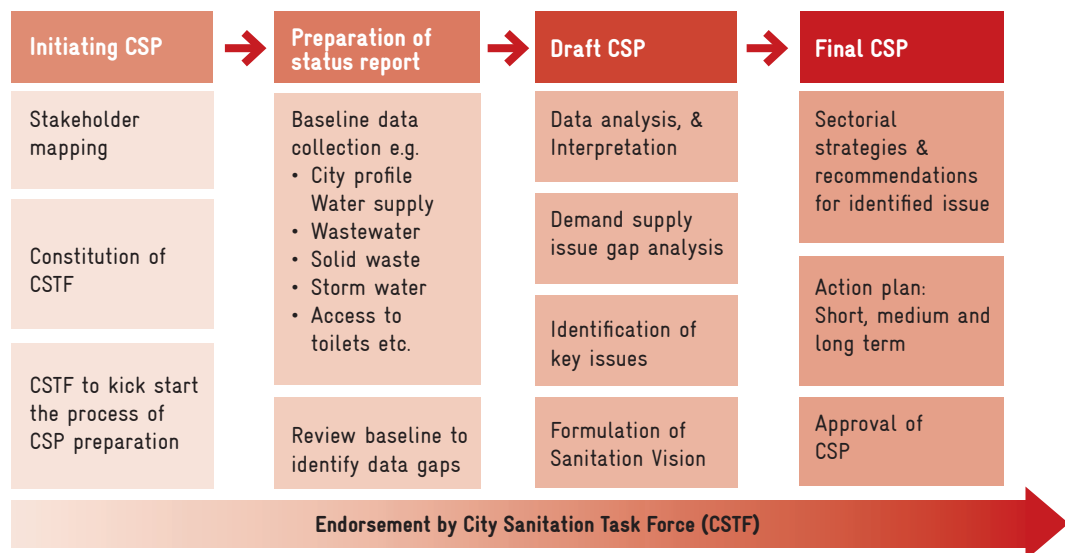 Initiating CSP
Preparation of
status report
Draft CSP
Final CSP
Stakeholder
mapping
Constitution of
CSTF
CSTF to kick start
the process of
CSP preparation
Baseline data
collection e.g.
• City profile
Water supply
• Wastewater
• Solid waste
• Storm water
• Access to
toilets etc.
Review baseline to
identify data gaps
Data analysis, &
Interpretation
Demand supply
issue gap analysis
Identification of
key issues
Formulation of
Sanitation Vision
Sectorial
strategies &
recommendations
for identified issue
Action plan:
Short, medium and
long term
Approval of
CSP
Endorsement by City Sanitation Task Force (CSTF)